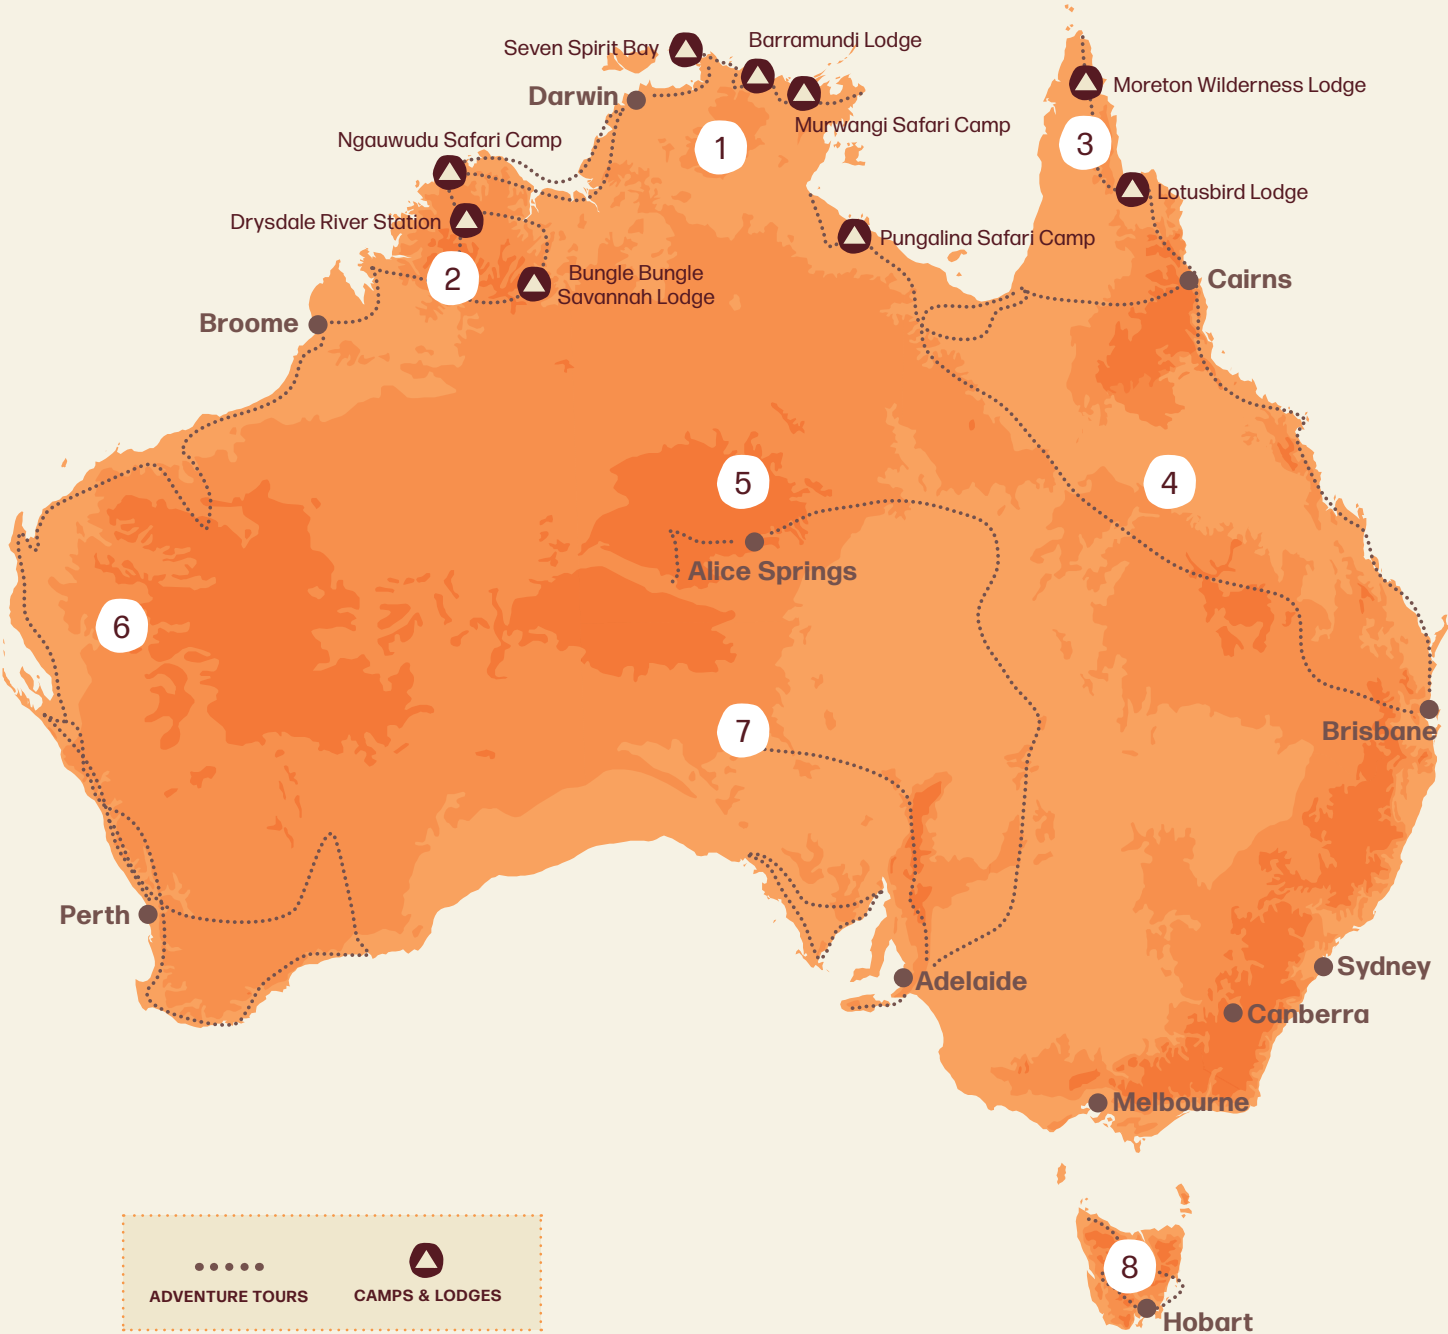 Barramundi Lodge
Seven Spirit Bay
Moreton Wilderness Lodge
Darwin
Murwangi Safari Camp
Ngauwudu Safari Camp
1
3
Lotusbird Lodge
Drysdale River Station
Pungalina Safari Camp
2
Bungle Bungle
Savannah Lodge
Cairns
Broome
5
4
Alice Springs
6
7
Brisbane
Perth
Sydney
Adelaide
Canberra
Melbourne
8
ADVENTURE TOURS
CAMPS & LODGES
Hobart